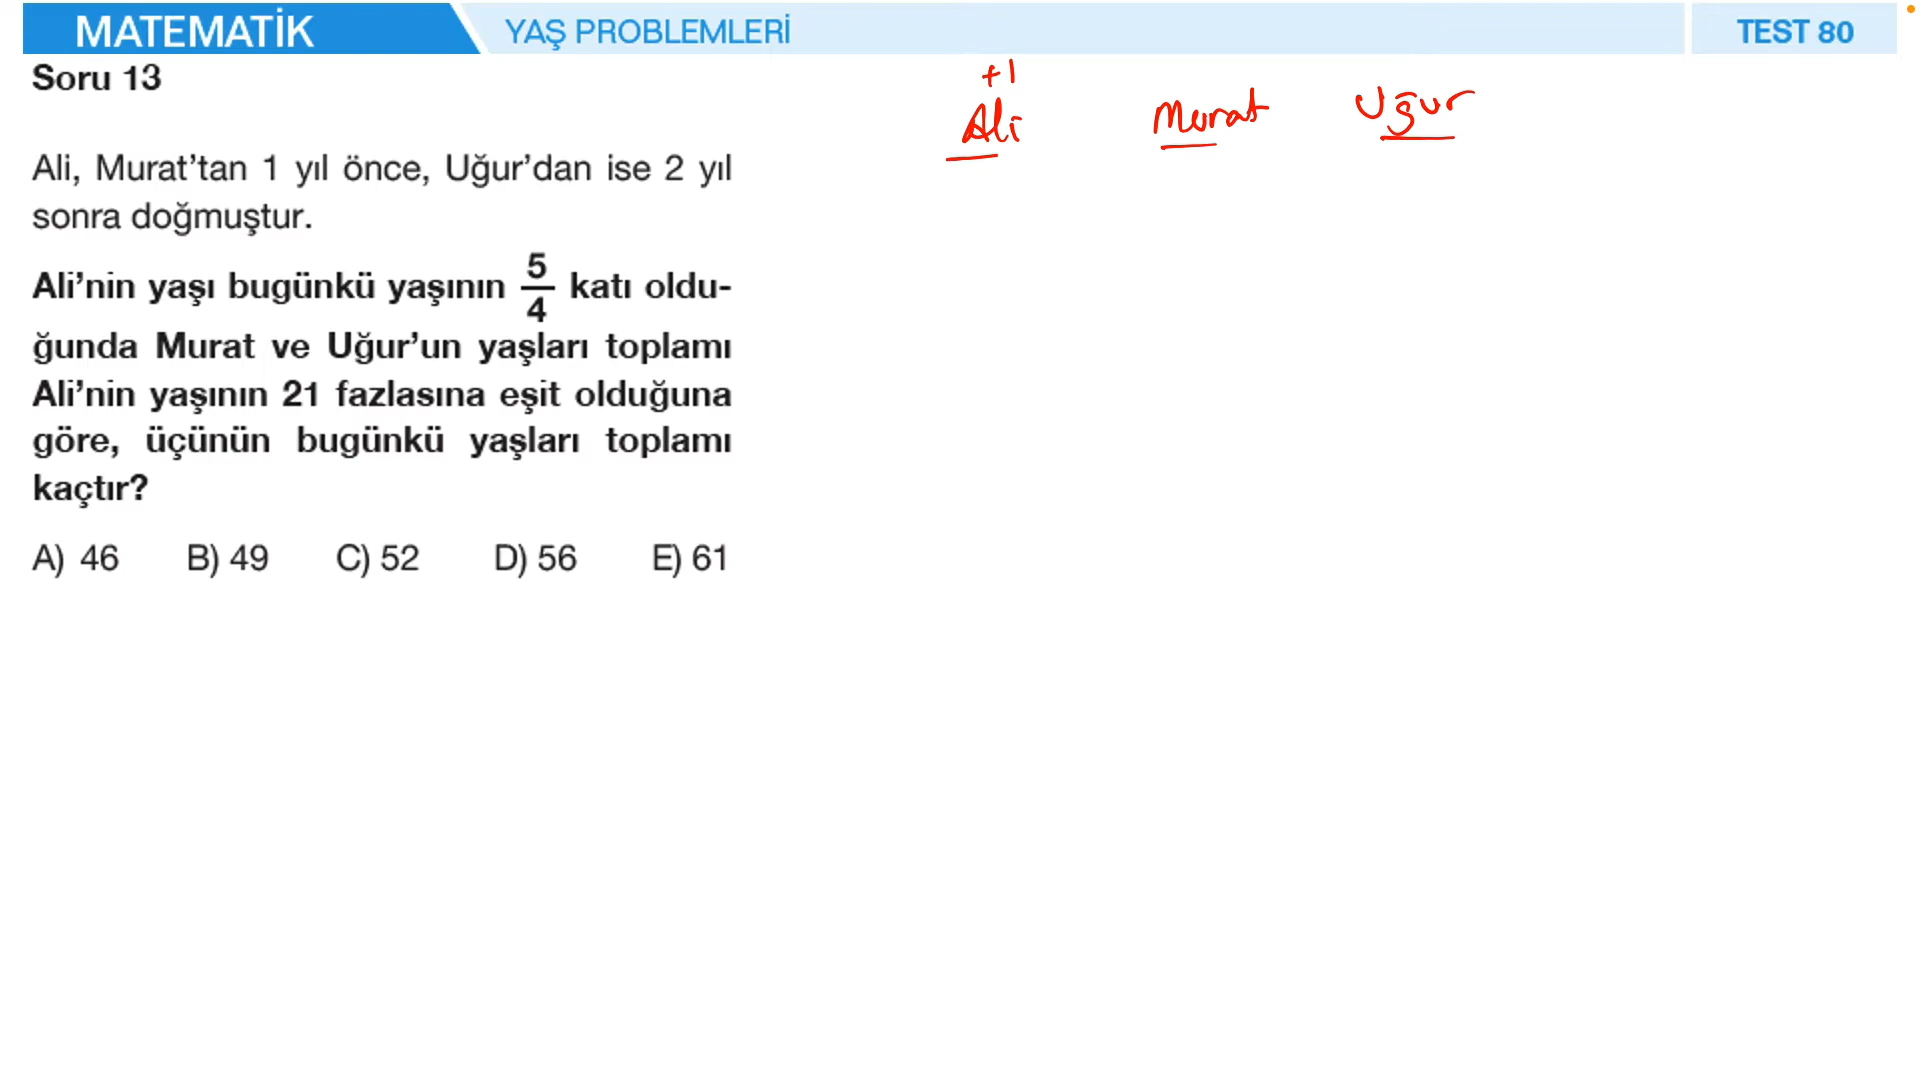 MATEMATİK
YAŞ PROBLEMLERİ
TEST 80
Soru 13
+1
Ali Murat Uğur
Ali, Murat’tan 1 yıl önce, Uğur’dan ise 2 yıl
sonra doğmuştur.
Ali’nin yaşı bugünkü yaşının 5/4 katı oldu-
ğunda Murat ve Uğur’un yaşları toplamı
Ali’nin yaşının 21 fazlasına eşit olduğuna
göre, üçünün bugünkü yaşları toplamı
kaçtır?
A) 46 B) 49 C) 52 D) 56 E) 61